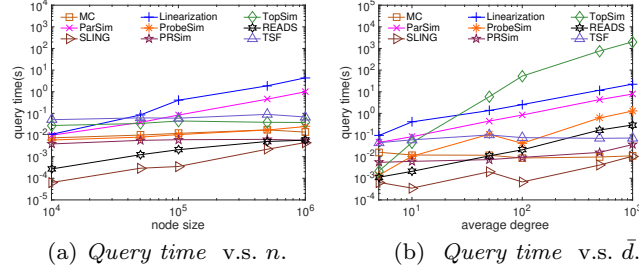 10^4
10^3
10^2
10^1
10^0
10^-1
10^-2
10^-3
10^-4
10^-5
query time(s)
MC
ParSim
SLING
Linearization
ProbeSim
PRSim
TopSim
READS
TSF
10^4
10^5
10^6
node size
(a) Query time v.s. n.
10^4
10^3
10^2
10^1
10^0
10^-1
10^-2
10^-3
10^-4
10^-5
query time(s)
MC
ParSim
SLING
Linearization
ProbeSim
PRSim
TopSim
READS
TSF
10^1
10^2
10^3
average degree
(b) Query time v.s. d̄.